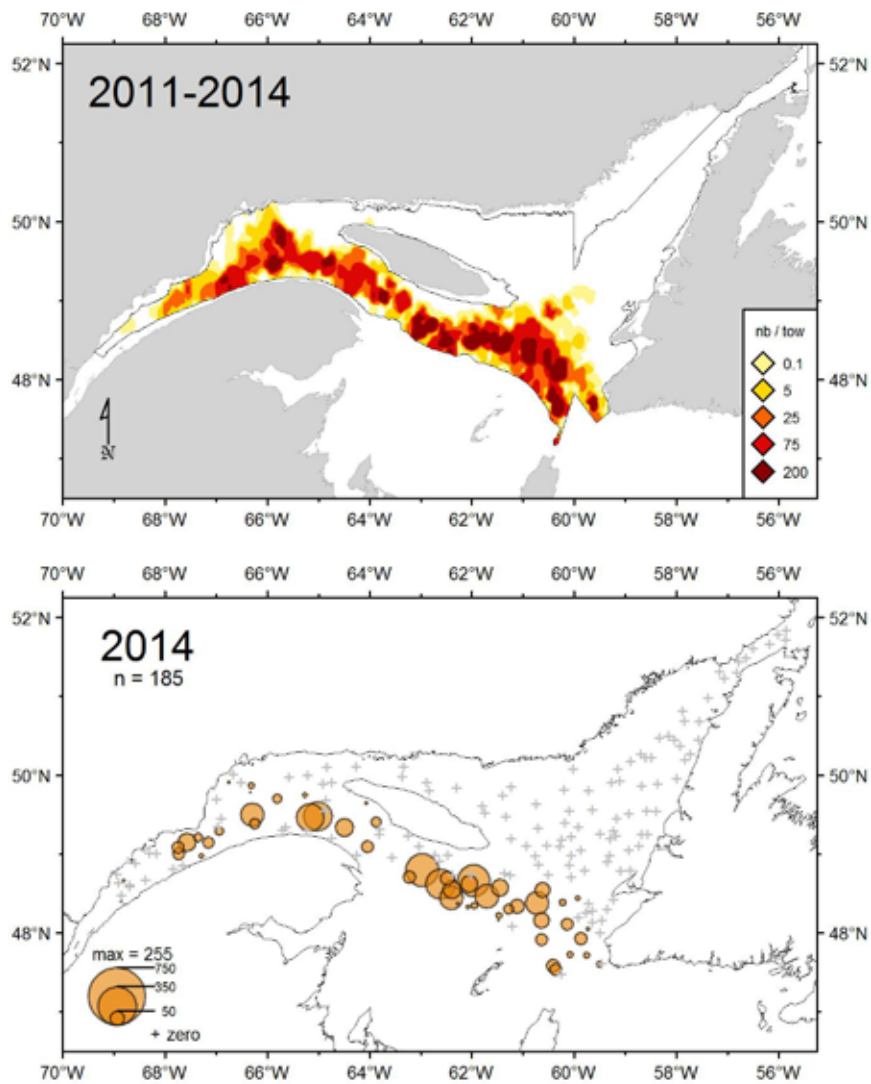 70°W 68°W 66°W 64°W 62°W 60°W 58°W 56°W
52°N 52°N
2011-2014
50°N 50°N
nb / tow
0.1
5
48°N 48°N
25
N
75
200
70°W 68°W 66°W 64°W 62°W 60°W 58°W 56°W
70°W 68°W 66°W 64°W 62°W 60°W 58°W 56°W
52°N 52°N
2014
n = 185
50°N 50°N
48°N 48°N
max = 255
750
350
50
+ zero
70°W 68°W 66°W 64°W 62°W 60°W 58°W 56°W